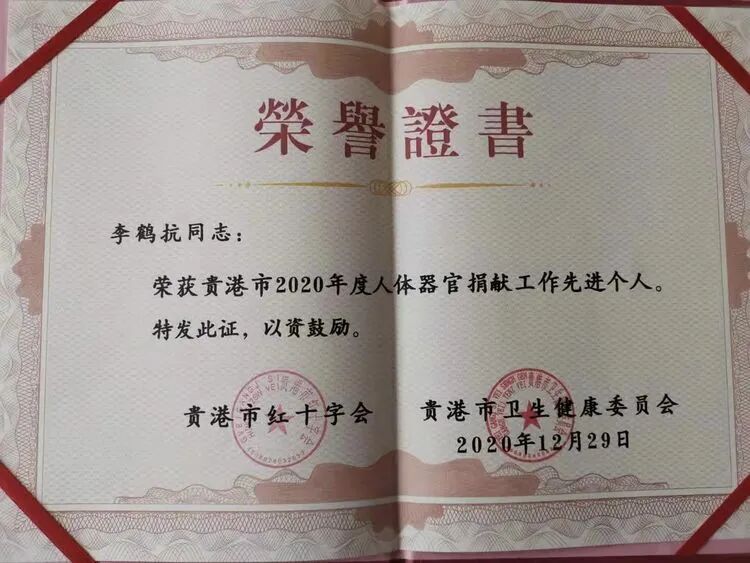 榮譽證書
李鹤抗同志：
荣获贵港市2020年度人体器官捐献工作先进个人。
特发此证，以资鼓励。
贵港市红十字会
贵港市卫生健康委员会
2020年12月29日